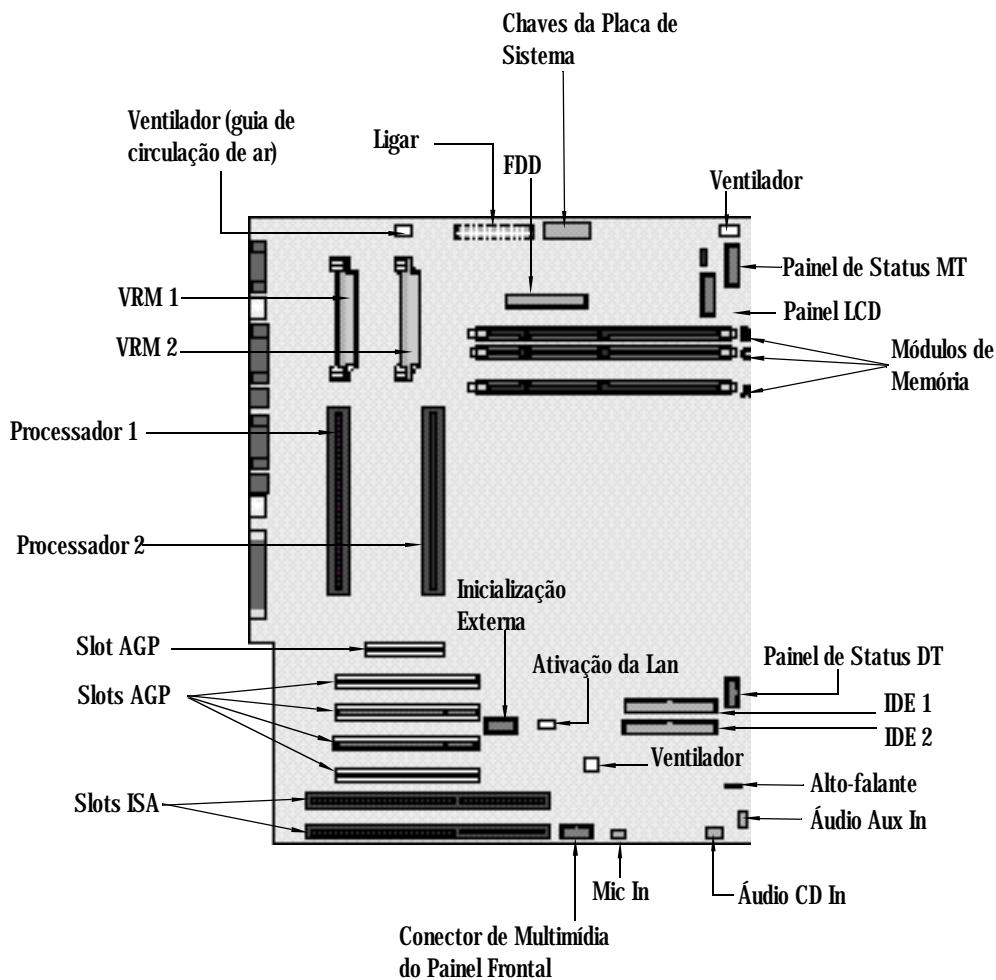 Chaves da Placa de
Sistema
Ventilador (guia de
circulação de ar)
Ligar
FDD
Ventilador
Painel de Status MT
VRM 1
Painel LCD
VRM 2
Módulos de
Memória
Processador 1
Processador 2
Inicialização
Externa
Slot AGP
Ativação da Lan
Painel de Status DT
Slots AGP
IDE 1
IDE 2
Ventilador
Alto-falante
Slots ISA
Áudio Aux In
Mic In
Áudio CD In
Conector de Multimídia
do Painel Frontal